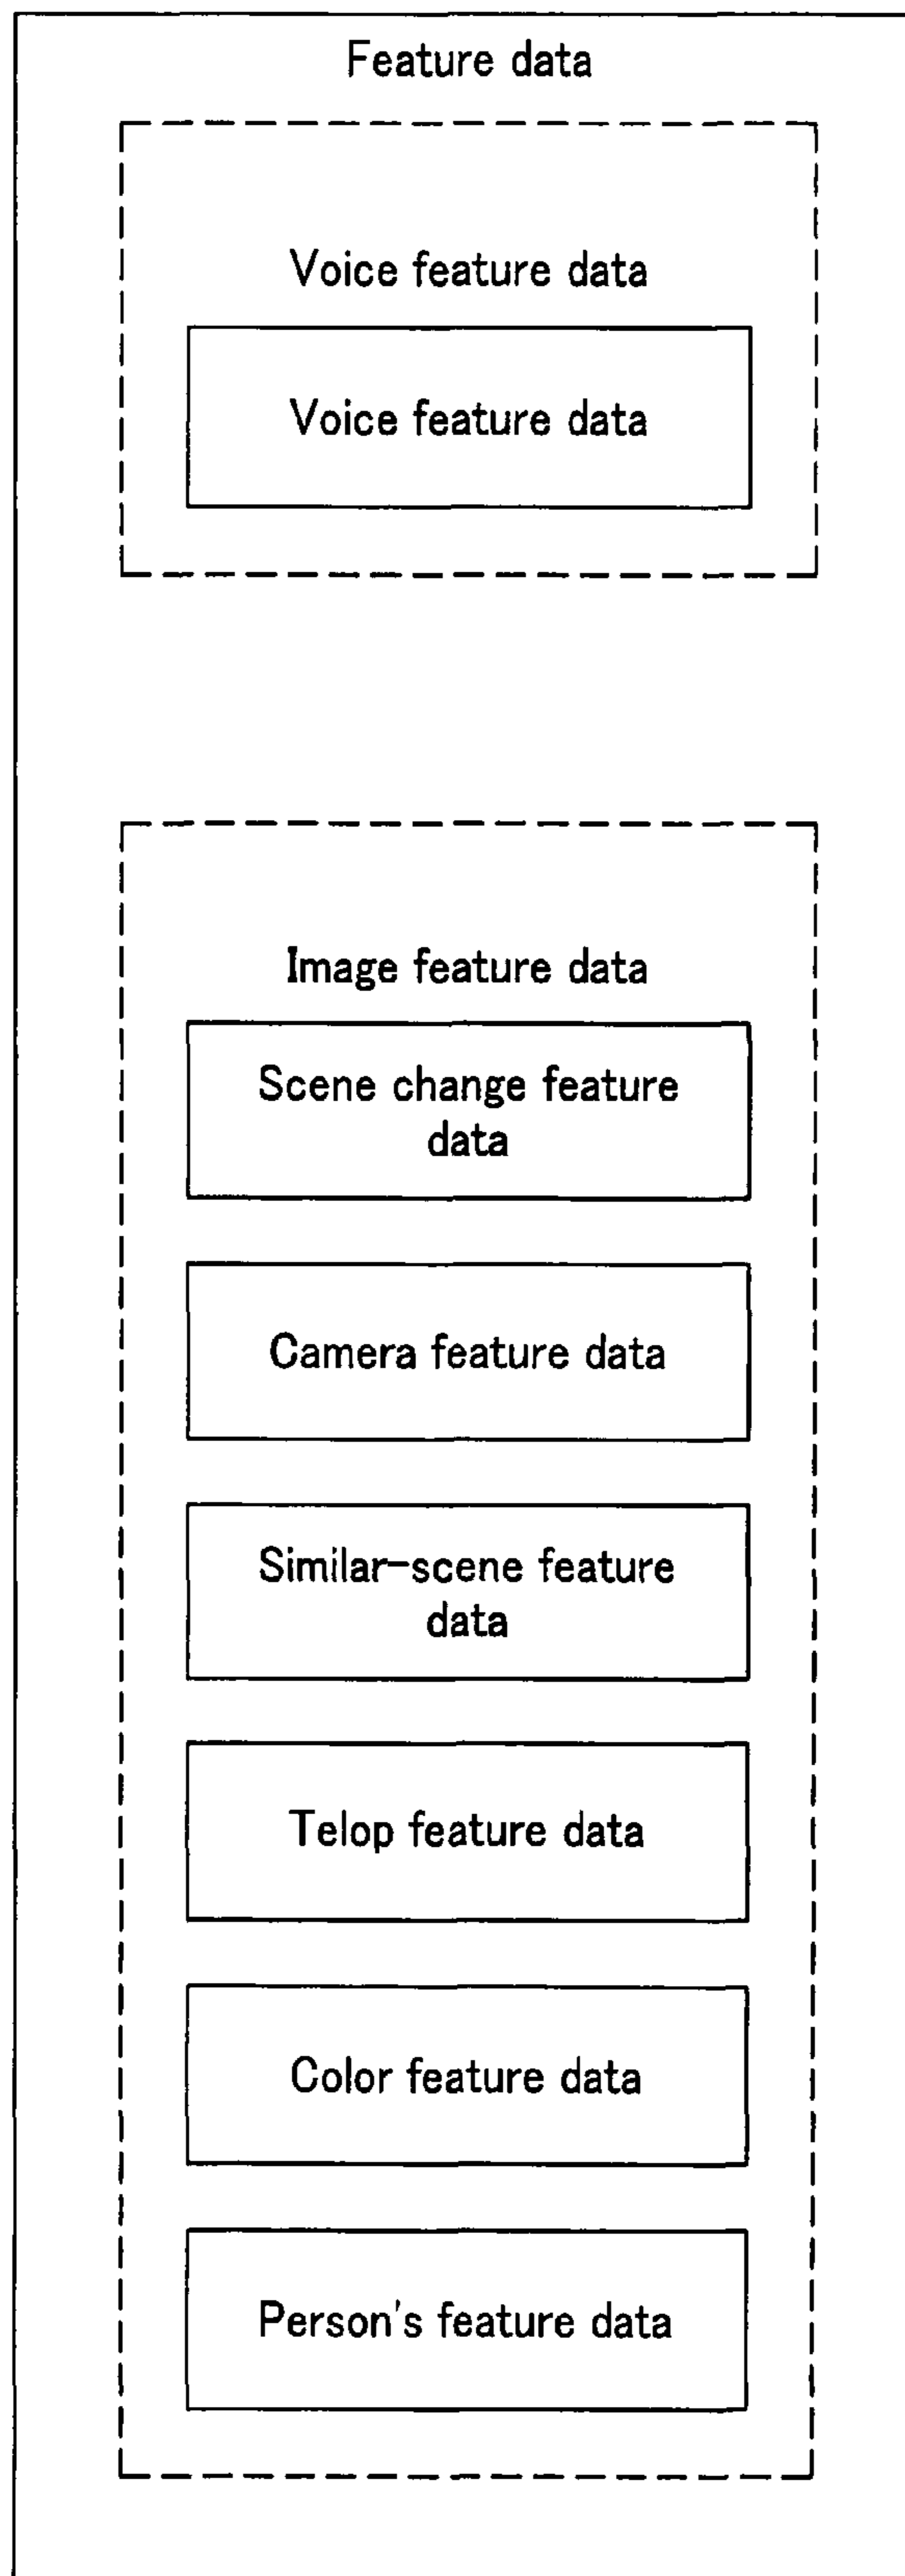 Feature data
Voice feature data
Voice feature data
Image feature data
Scene change feature
data
Camera feature data
Similar-scene feature
data
Telop feature data
Color feature data
Person's feature data